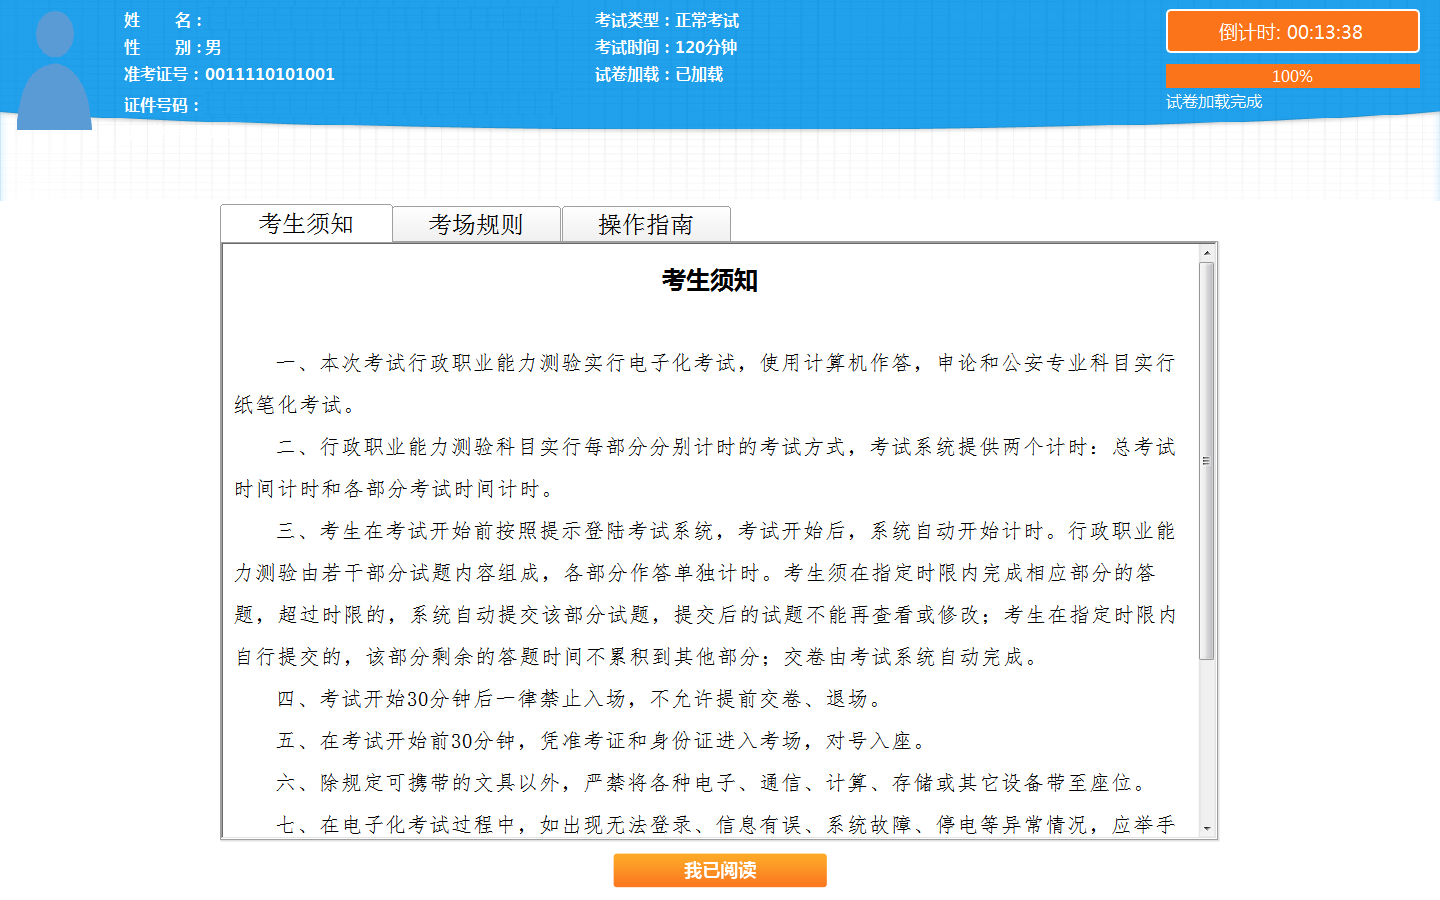 姓　　名：
性　　别：男
准考证号：0011110101001
证件号码：
考试类型：正常考试
考试时间：120分钟
试卷加载：已加载
倒计时: 00:13:38
100%
试卷加载完成
考生须知
考场规则
操作指南
考生须知
一、本次考试行政职业能力测验实行电子化考试，使用计算机作答，申论和公安专业科目实行
纸笔化考试。
二、行政职业能力测验科目实行每部分分别计时的考试方式，考试系统提供两个计时：总考试
时间计时和各部分考试时间计时。
三、考生在考试开始前按照提示登陆考试系统，考试开始后，系统自动开始计时。行政职业能
力测验由若干部分试题内容组成，各部分作答单独计时。考生须在指定时限内完成相应部分的答
题，超过时限的，系统自动提交该部分试题，提交后的试题不能再查看或修改；考生在指定时限内
自行提交的，该部分剩余的答题时间不累积到其他部分；交卷由考试系统自动完成。
四、考试开始30分钟后一律禁止入场，不允许提前交卷、退场。
五、在考试开始前30分钟，凭准考证和身份证进入考场，对号入座。
六、除规定可携带的文具以外，严禁将各种电子、通信、计算、存储或其它设备带至座位。
七、在电子化考试过程中，如出现无法登录、信息有误、系统故障、停电等异常情况，应举手
我已阅读